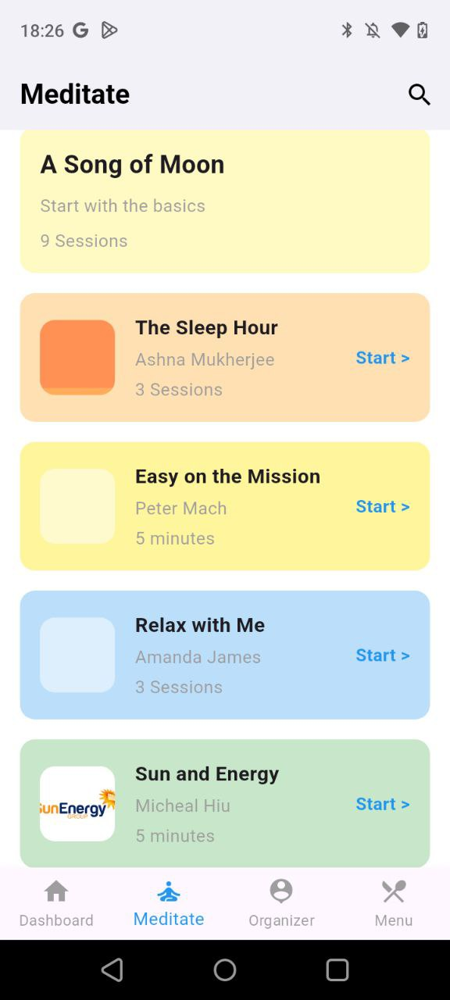 18:26
Meditate
A Song of Moon
Start with the basics
9 Sessions
The Sleep Hour
Ashna Mukherjee
3 Sessions
Start >
Easy on the Mission
Peter Mach
5 minutes
Start >
Relax with Me
Amanda James
3 Sessions
Start >
Sun and Energy
Micheal Hiu
5 minutes
Start >
unEnergy
GROUP
Dashboard
Meditate
Organizer
Menu